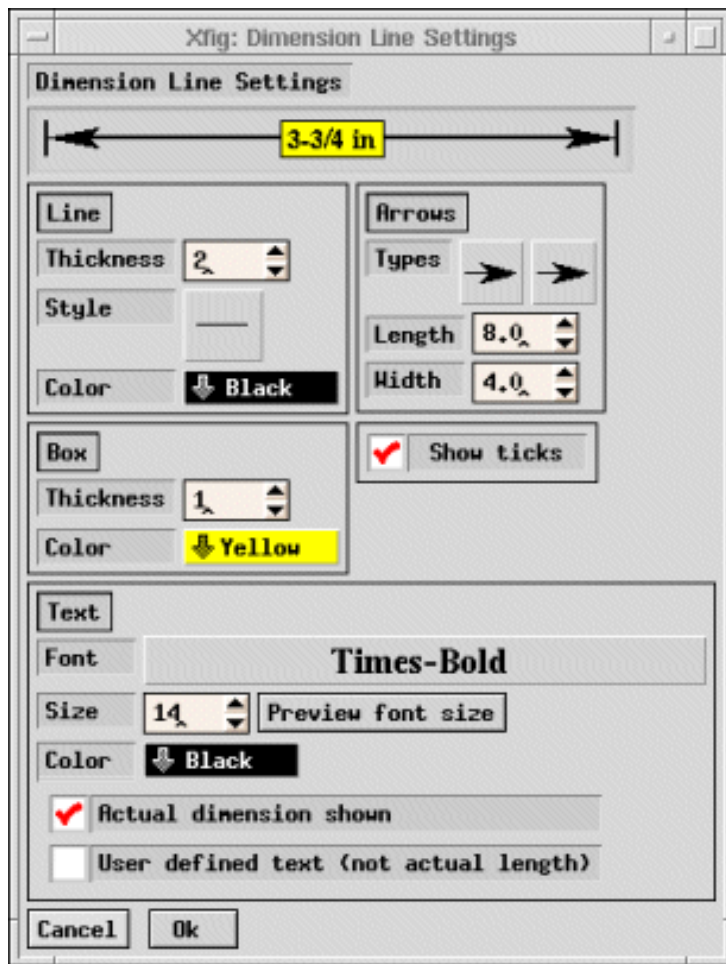 Xfig: Dimension Line Settings
Dimension Line Settings
3-3/4 in
Line
Thickness 2
Style
Color Black
Arrows
Types
Length 8.0
Width 4.0
Box
Thickness 1
Color Yellow
Show ticks
Text
Font Times-Bold
Size 14 Preview font size
Color Black
Actual dimension shown
User defined text (not actual length)
Cancel Ok